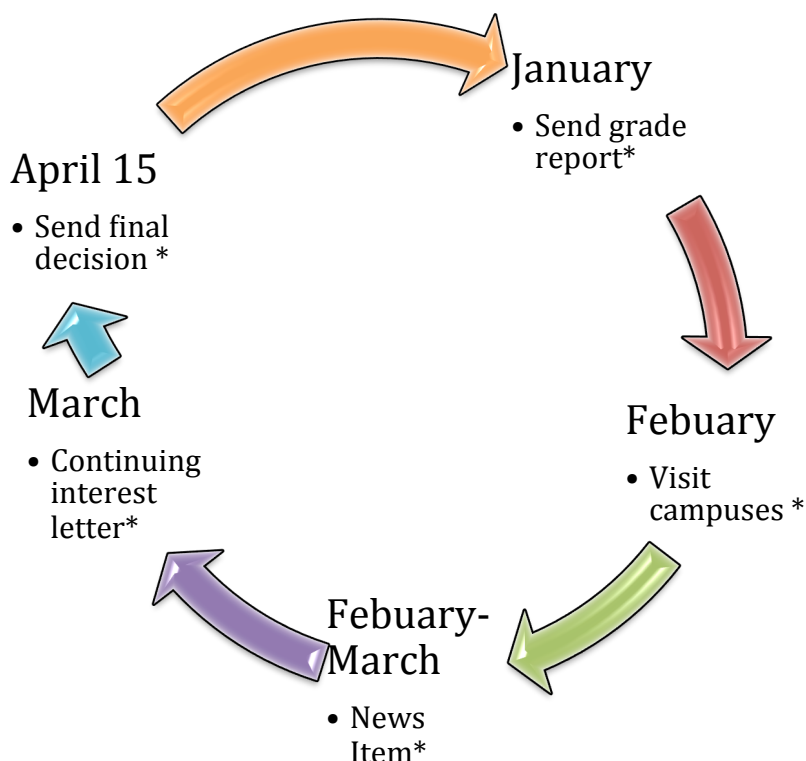 January
• Send grade
report*
Febuary
• Visit
campuses *
Febuary-
March
• News
Item*
March
• Continuing
interest
letter*
April 15
• Send final
decision *